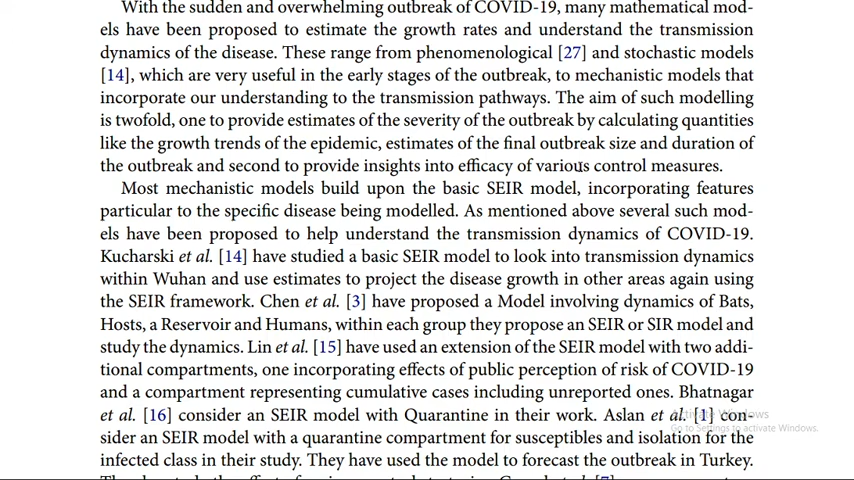 With the sudden and overwhelming outbreak of COVID-19, many mathematical mod-
els have been proposed to estimate the growth rates and understand the transmission
dynamics of the disease. These range from phenomenological [27] and stochastic models
[14], which are very useful in the early stages of the outbreak, to mechanistic models that
incorporate our understanding to the transmission pathways. The aim of such modelling
is twofold, one to provide estimates of the severity of the outbreak by calculating quantities
like the growth trends of the epidemic, estimates of the final outbreak size and duration of
the outbreak and second to provide insights into efficacy of various control measures.
Most mechanistic models build upon the basic SEIR model, incorporating features
particular to the specific disease being modelled. As mentioned above several such mod-
els have been proposed to help understand the transmission dynamics of COVID-19.
Kucharski et al. [14] have studied a basic SEIR model to look into transmission dynamics
within Wuhan and use estimates to project the disease growth in other areas again using
the SEIR framework. Chen et al. [3] have proposed a Model involving dynamics of Bats,
Hosts, a Reservoir and Humans, within each group they propose an SEIR or SIR model and
study the dynamics. Lin et al. [15] have used an extension of the SEIR model with two addi-
tional compartments, one incorporating effects of public perception of risk of COVID-19
and a compartment representing cumulative cases including unreported ones. Bhatnagar
et al. [16] consider an SEIR model with Quarantine in their work. Aslan et al. [1] con-
sider an SEIR model with a quarantine compartment for susceptibles and isolation for the
infected class in their study. They have used the model to forecast the outbreak in Turkey.
Activate Windows
Go to Settings to activate Windows.